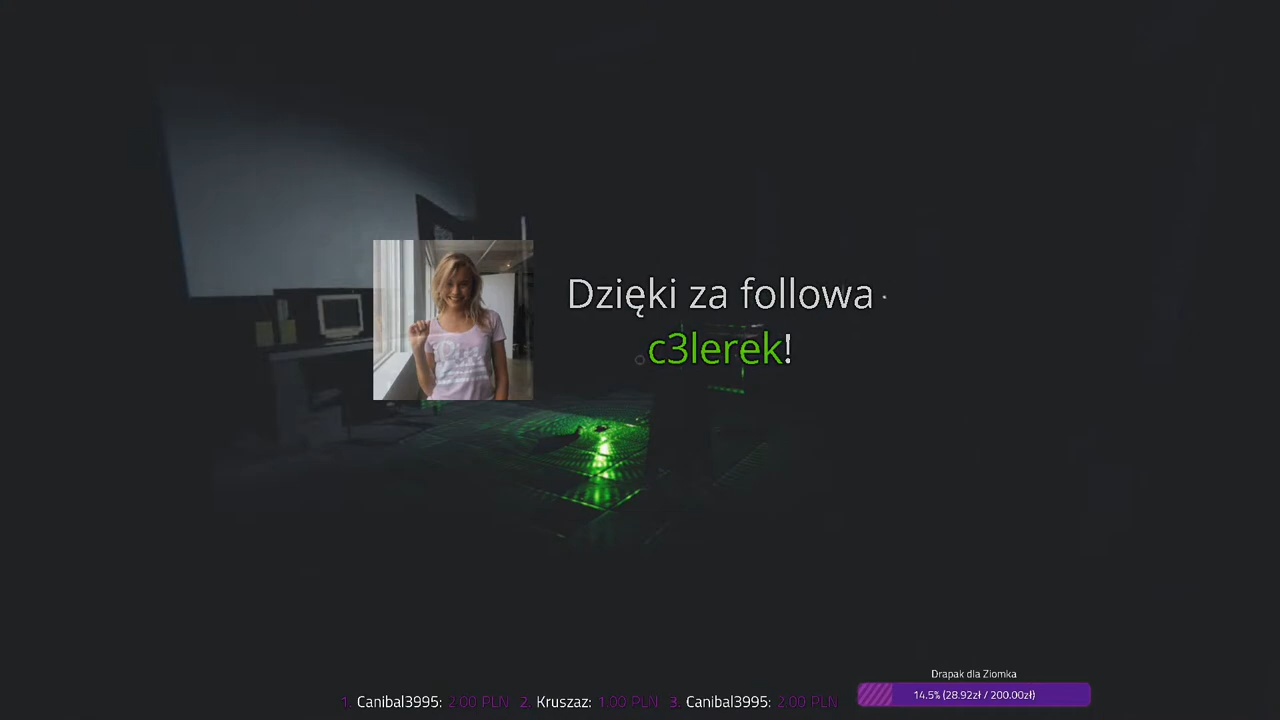 Dzięki za followa
c3lerek!
Drapak dla Ziomka
14.5% (28.92zł / 200.00zł)
1. Canibal3995: 2.00 PLN 2. Kruszaz: 1.00 PLN 3. Canibal3995: 2.00 PLN